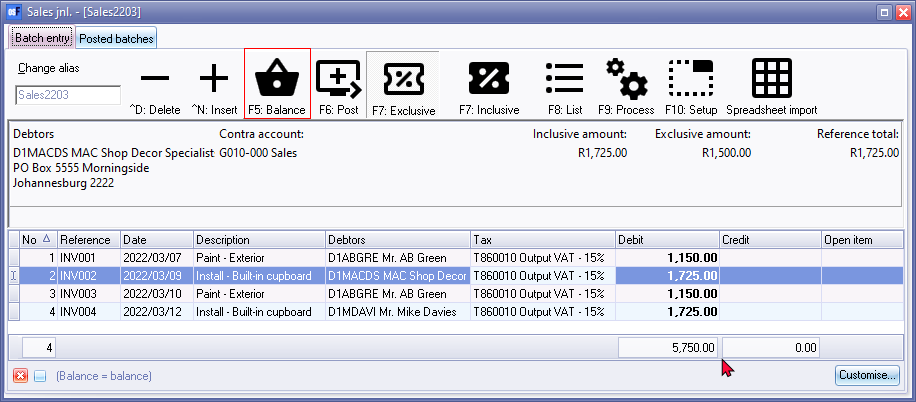 Sales jnl. - [Sales2203]
Batch entry Posted batches
Change alias
Sales2203
^D: Delete ^N: Insert F5: Balance F6: Post F7: Exclusive F7: Inclusive F8: List F9: Process F10: Setup Spreadsheet import
Debtors Contra account: Inclusive amount: Exclusive amount: Reference total:
D1MACDS MAC Shop Decor Specialist G010-000 Sales R1,725.00 R1,500.00 R1,725.00
PO Box 5555 Morningside
Johannesburg 2222
No Reference Date Description Debtors Tax Debit Credit Open item
1 INV001 2022/03/07 Paint - Exterior D1ABGRE Mr. AB Green T860010 Output VAT - 15% 1,150.00
2 INV002 2022/03/09 Install - Built-in cupboard D1MACDS MAC Shop Decor T860010 Output VAT - 15% 1,725.00
3 INV003 2022/03/10 Paint - Exterior D1ABGRE Mr. AB Green T860010 Output VAT - 15% 1,150.00
4 INV004 2022/03/12 Install - Built-in cupboard D1MDAVI Mr. Mike Davies T860010 Output VAT - 15% 1,725.00
4 5,750.00 0.00
(Balance = balance) Customise...